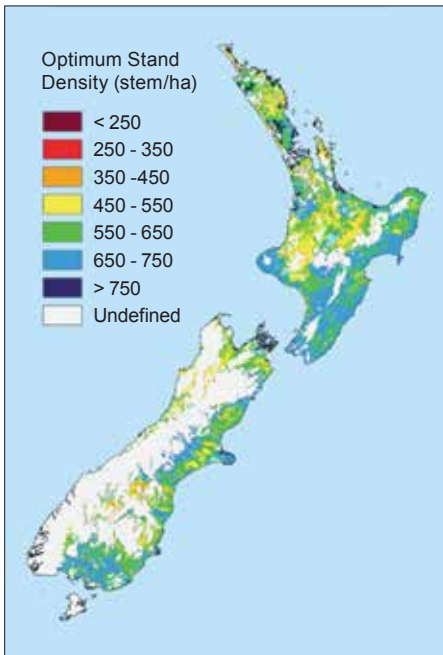 Optimum Stand
Density (stem/ha)
< 250
250 - 350
350 -450
450 - 550
550 - 650
650 - 750
> 750
Undefined